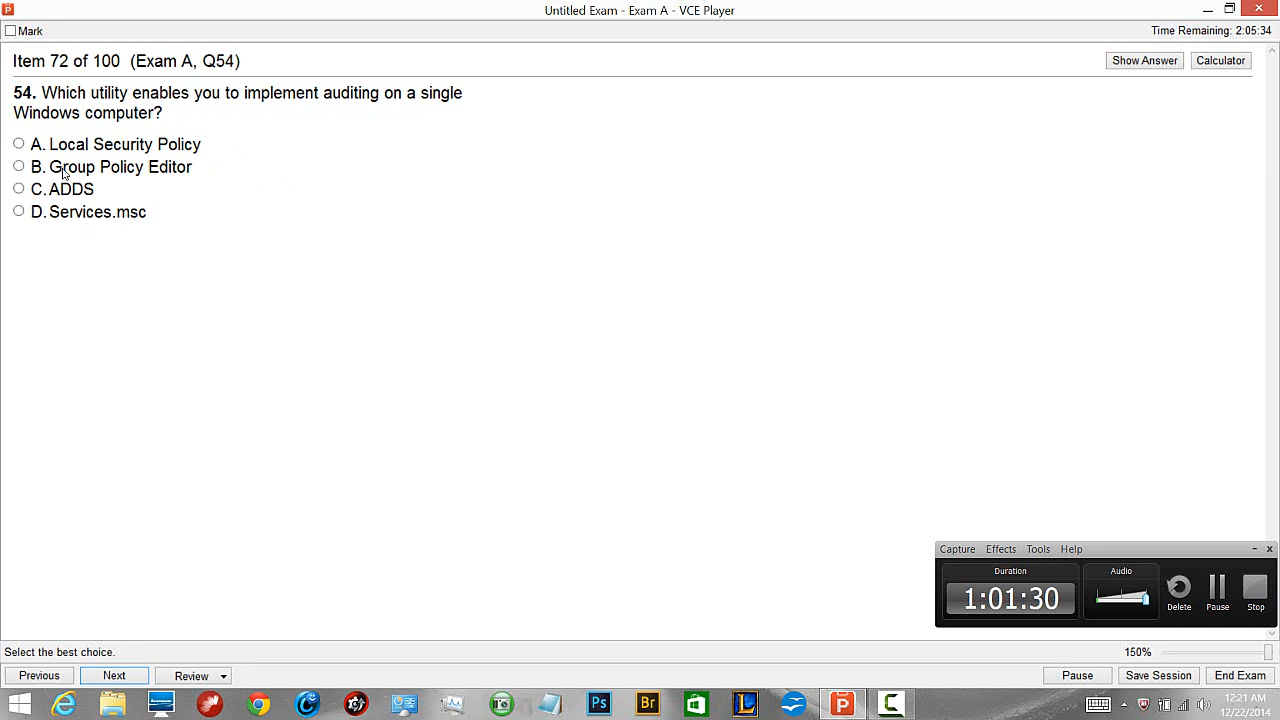 Untitled Exam - Exam A - VCE Player
Mark
Time Remaining: 2:05:34
Item 72 of 100 (Exam A, Q54)
Show Answer
Calculator
54. Which utility enables you to implement auditing on a single
Windows computer?
A. Local Security Policy
B. Group Policy Editor
C. ADDS
D. Services.msc
Capture Effects Tools Help
Duration
Audio
1:01:30
Delete
Pause
Stop
Select the best choice.
150%
Previous
Next
Review
Pause
Save Session
End Exam
Ps
Br
12:21 AM
12/22/2014